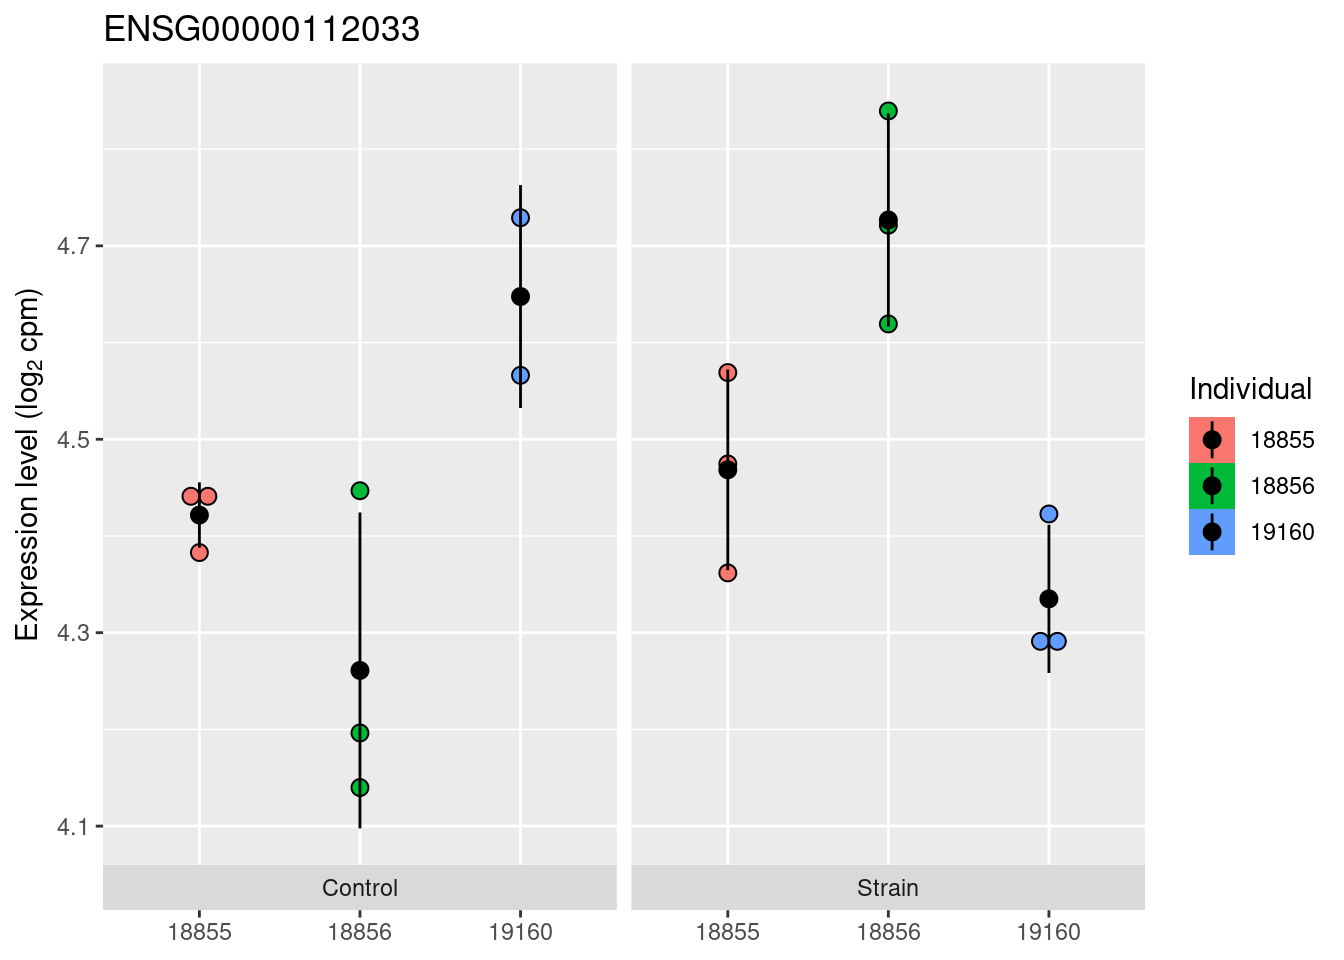 ENSG00000112033
Expression level (log₂ cpm)
4.7
4.5
4.3
4.1
Control
Strain
18855
18856
19160
18855
18856
19160
Individual
18855
18856
19160